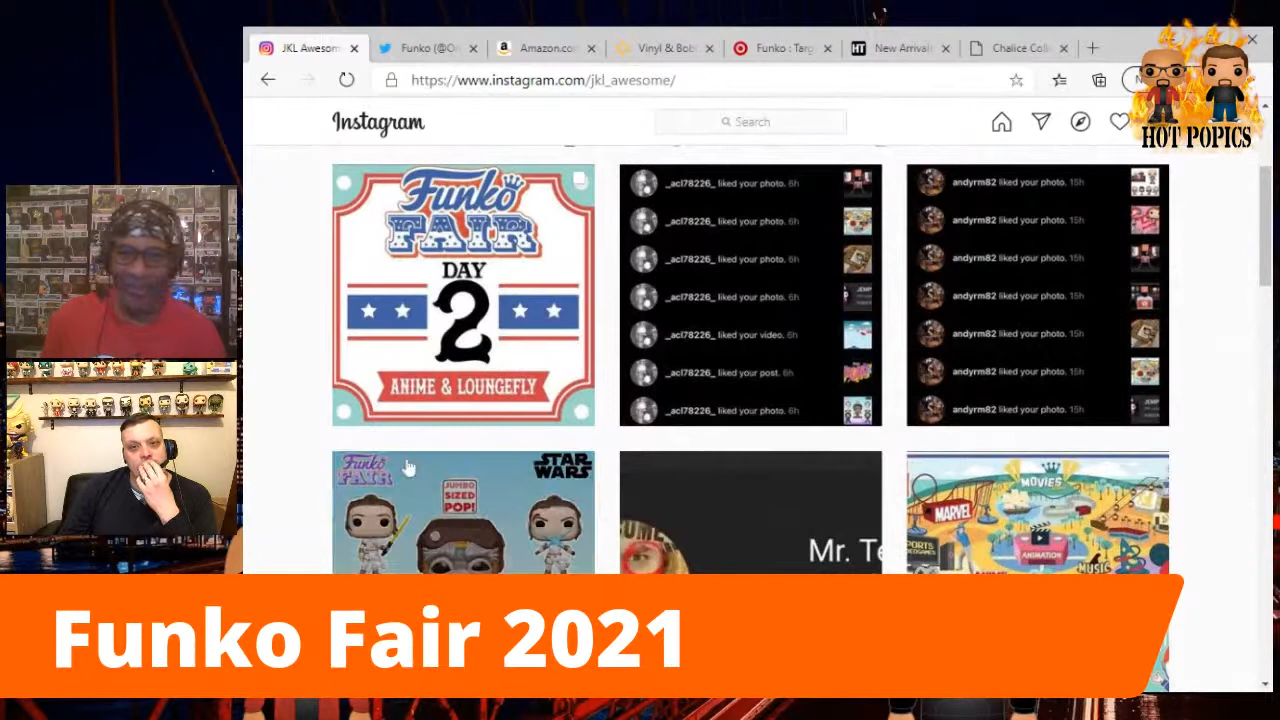 JKL Awesom
Funko (@O
Amazon.co
Vinyl & Bob
Funko : Targ
HT
New Arrival
Chalice Coll
https://www.instagram.com/jkl_awesome/
HOT POPICS
Instagram
Search
Funko
FAIR
DAY
2
ANIME & LOUNGEFLY
_acl78226_ liked your photo. 6h
_acl78226_ liked your photo. 6h
_acl78226_ liked your photo. 6h
_acl78226_ liked your photo. 6h
_acl78226_ liked your video. 6h
_acl78226_ liked your post. 6h
_acl78226_ liked your photo. 6h
andyrm82 liked your photo. 15h
andyrm82 liked your photo. 15h
andyrm82 liked your photo. 15h
andyrm82 liked your photo. 15h
andyrm82 liked your photo. 15h
andyrm82 liked your photo. 15h
andyrm82 liked your photo. 15h
Funko
FAIR
STAR
WARS
JUMBO
SIZED
POP!
Mr. Te
MOVIES
MARVEL
ANIMATION
MUSIC
Funko Fair 2021